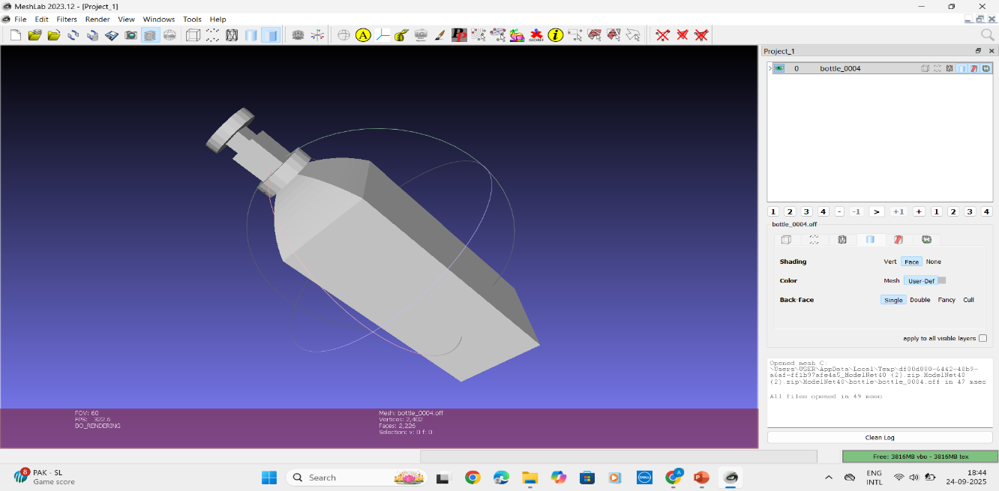 MeshLab 2023.12 - [Project_1]
File Edit Filters Render View Windows Tools Help
A PP GEOREF i
Project_1
0 bottle_0004
1 2 3 4 - -1 > +1 + 1 2 3 4
bottle_0004.off
Shading Vert Face None
Color Mesh User-Def
Back-Face Single Double Fancy Cull
apply to all visible layers
Opened mesh C:
\Users\USER\AppData\Local\Temp\df00d080-6442-48b9-
a6af-ff1b97afe4a5_ModelNet40 (2).zip.ModelNet40
(2).zip\ModelNet40\bottle\bottle_0004.off in 47 msec
All files opened in 49 msec
Clean Log
FOV: 60
FPS: 322.6
BO_RENDERING
Mesh: bottle_0004.off
Vertices: 2,402
Faces: 2,226
Selection: v: 0 f: 0
Free: 3816MB vbo - 3816MB tex
8
PAK - SL
Game score
Search
DELL
A
P
ENG
INTL
18:44
24-09-2025